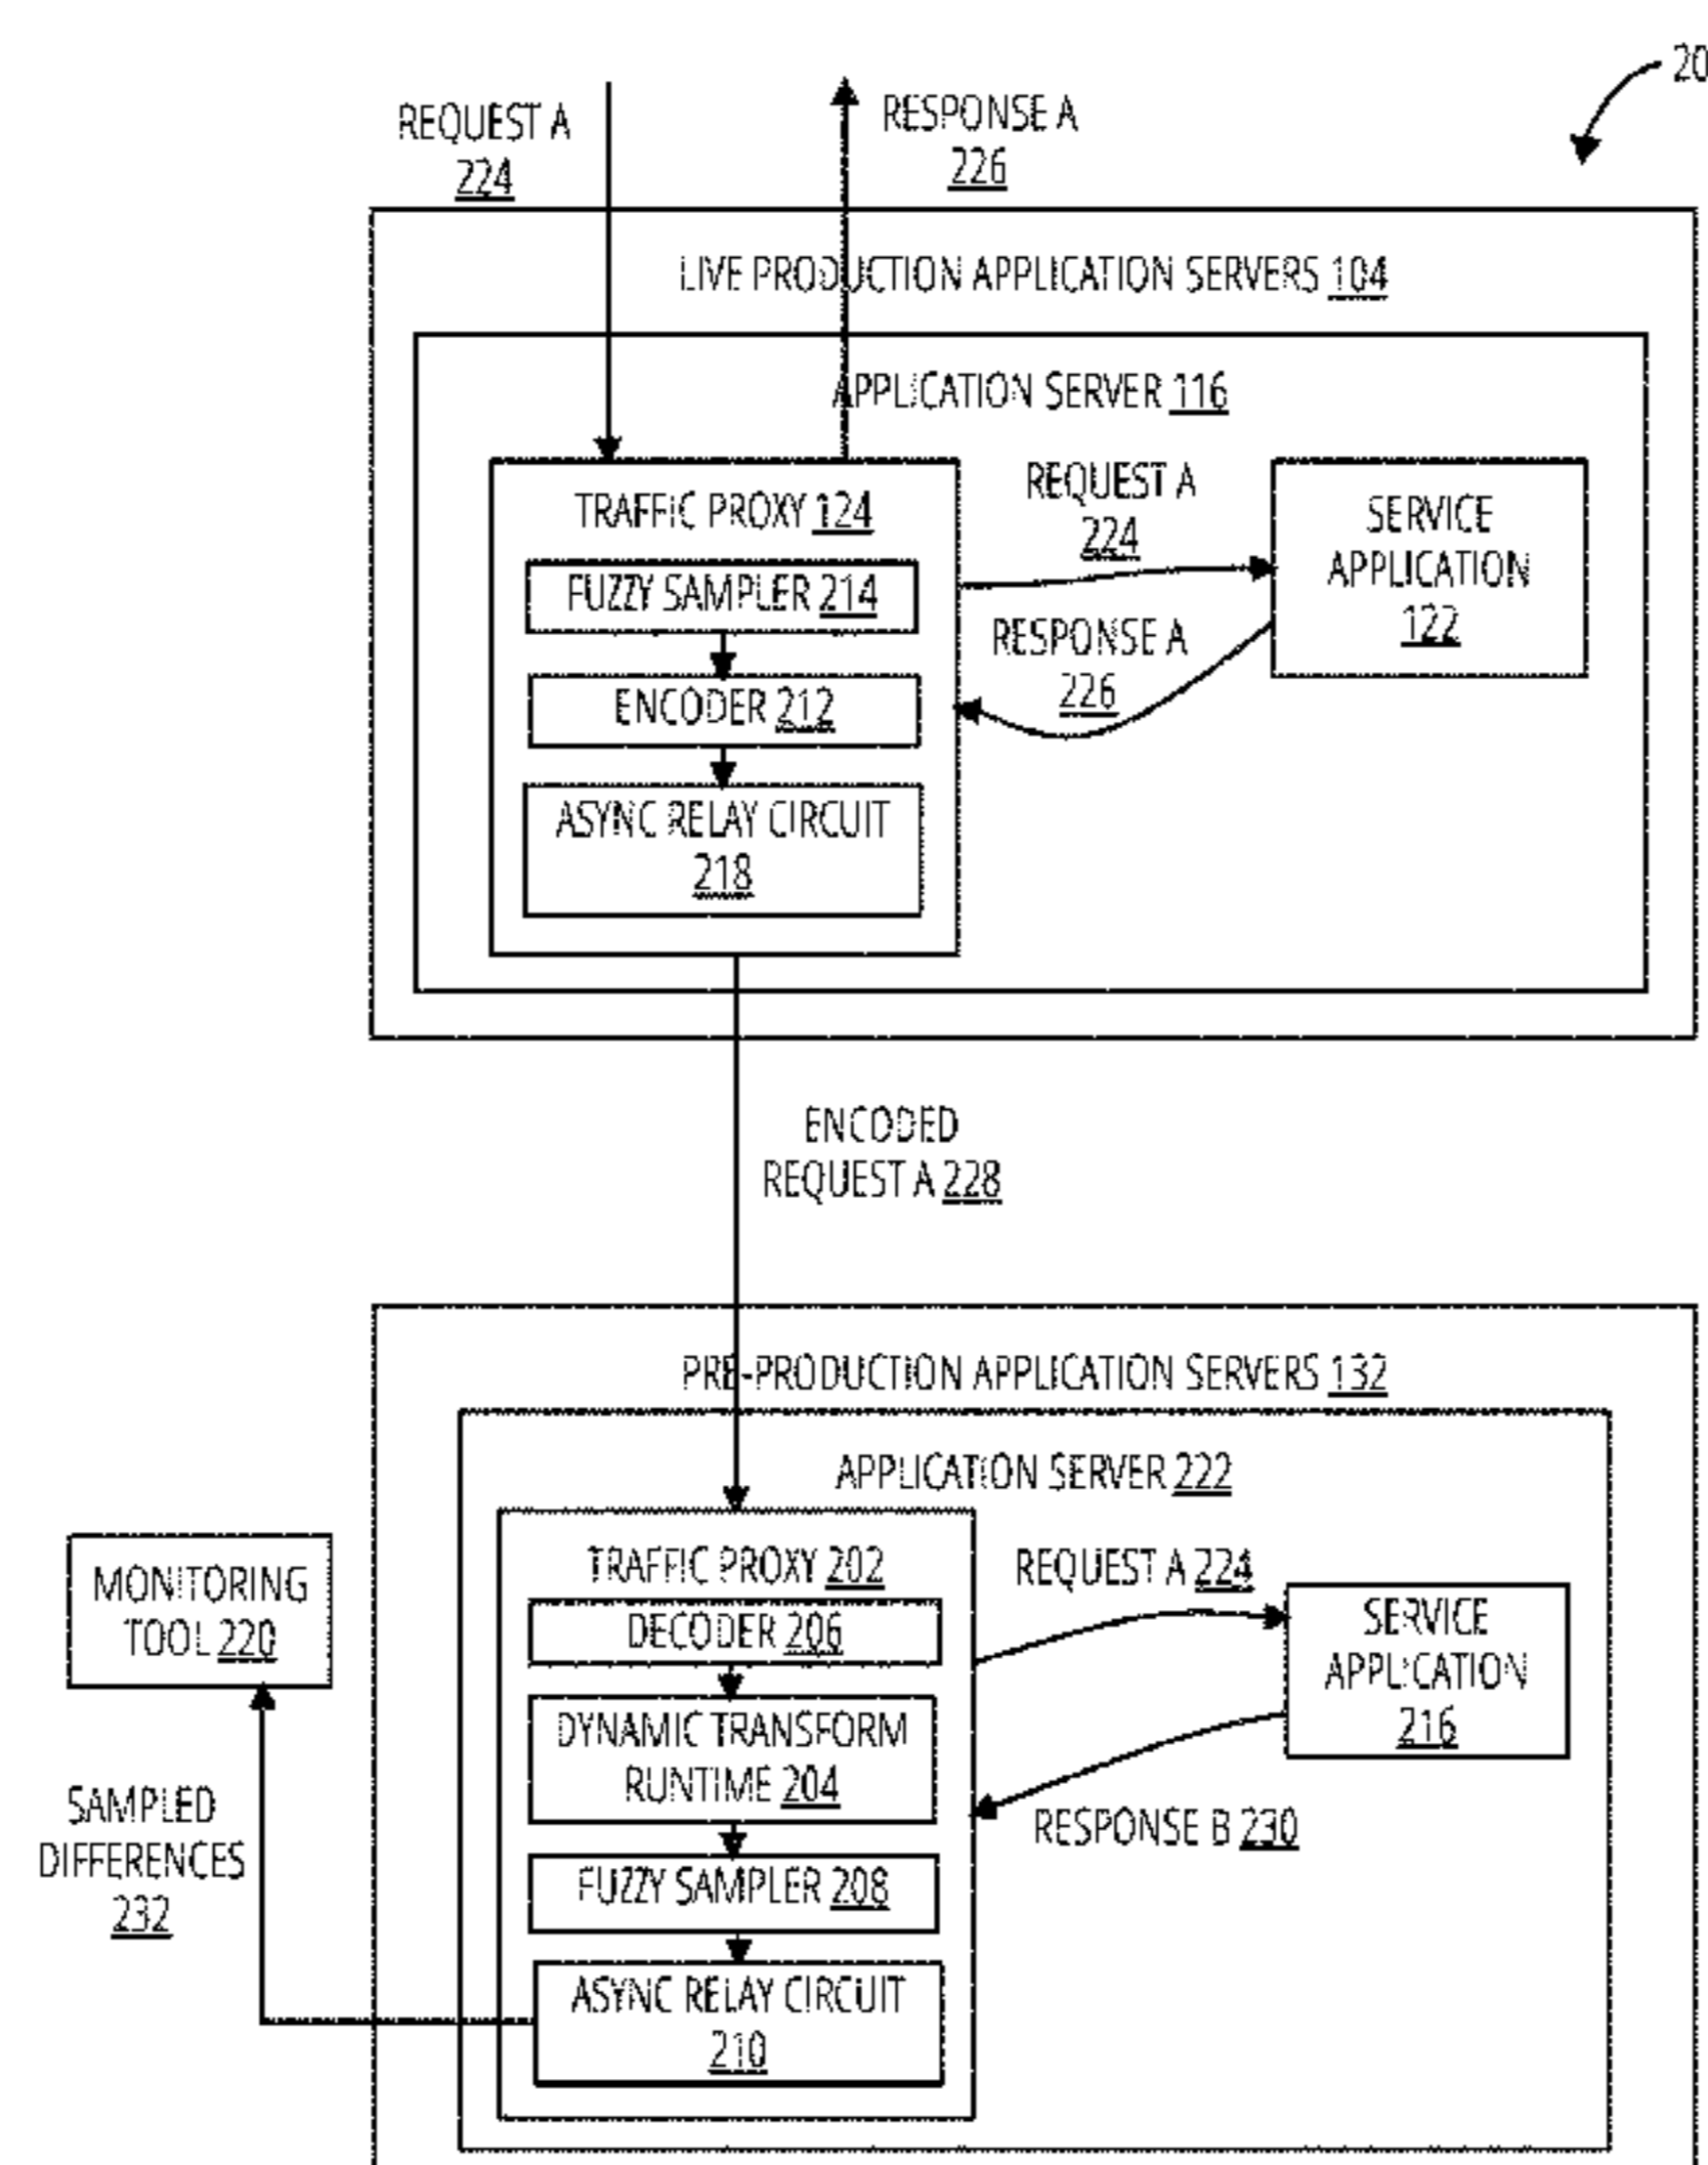 20
REQUEST A
224
RESPONSE A
226
LIVE PRODUCTION APPLICATION SERVERS 104
APPLICATION SERVER 116
TRAFFIC PROXY 124
FUZZY SAMPLER 214
ENCODER 212
ASYNC RELAY CIRCUIT
218
REQUEST A
224
RESPONSE A
226
SERVICE
APPLICATION
122
ENCODED
REQUEST A 228
PRE-PRODUCTION APPLICATION SERVERS 132
APPLICATION SERVER 222
TRAFFIC PROXY 202
DECODER 206
DYNAMIC TRANSFORM
RUNTIME 204
FUZZY SAMPLER 208
ASYNC RELAY CIRCUIT
210
REQUEST A 224
SERVICE
APPLICATION
216
RESPONSE B 230
MONITORING
TOOL 220
SAMPLED
DIFFERENCES
232